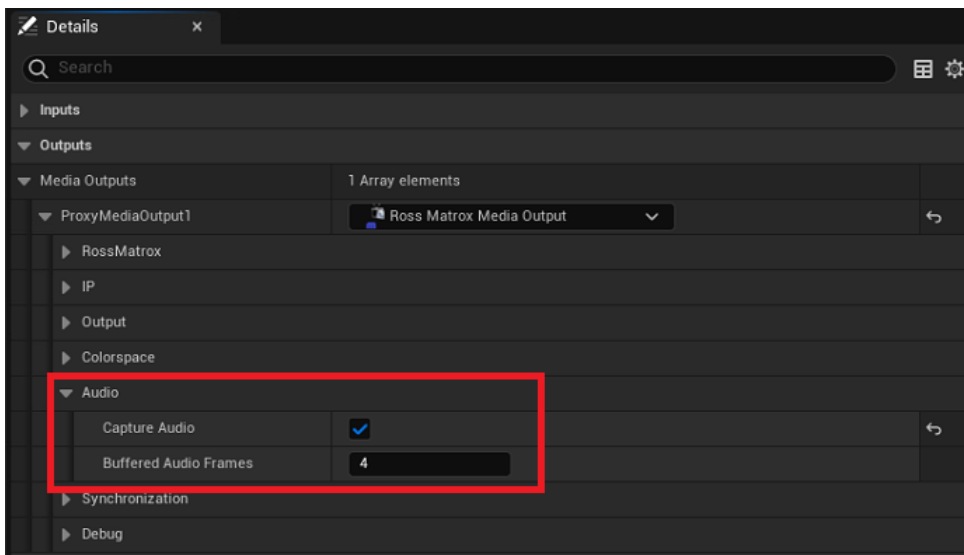 Details
Search
Inputs
Outputs
Media Outputs 1 Array elements
ProxyMediaOutput1 Ross Matrox Media Output
RossMatrox
IP
Output
Colorspace
Audio
Capture Audio
Buffered Audio Frames 4
Synchronization
Debug